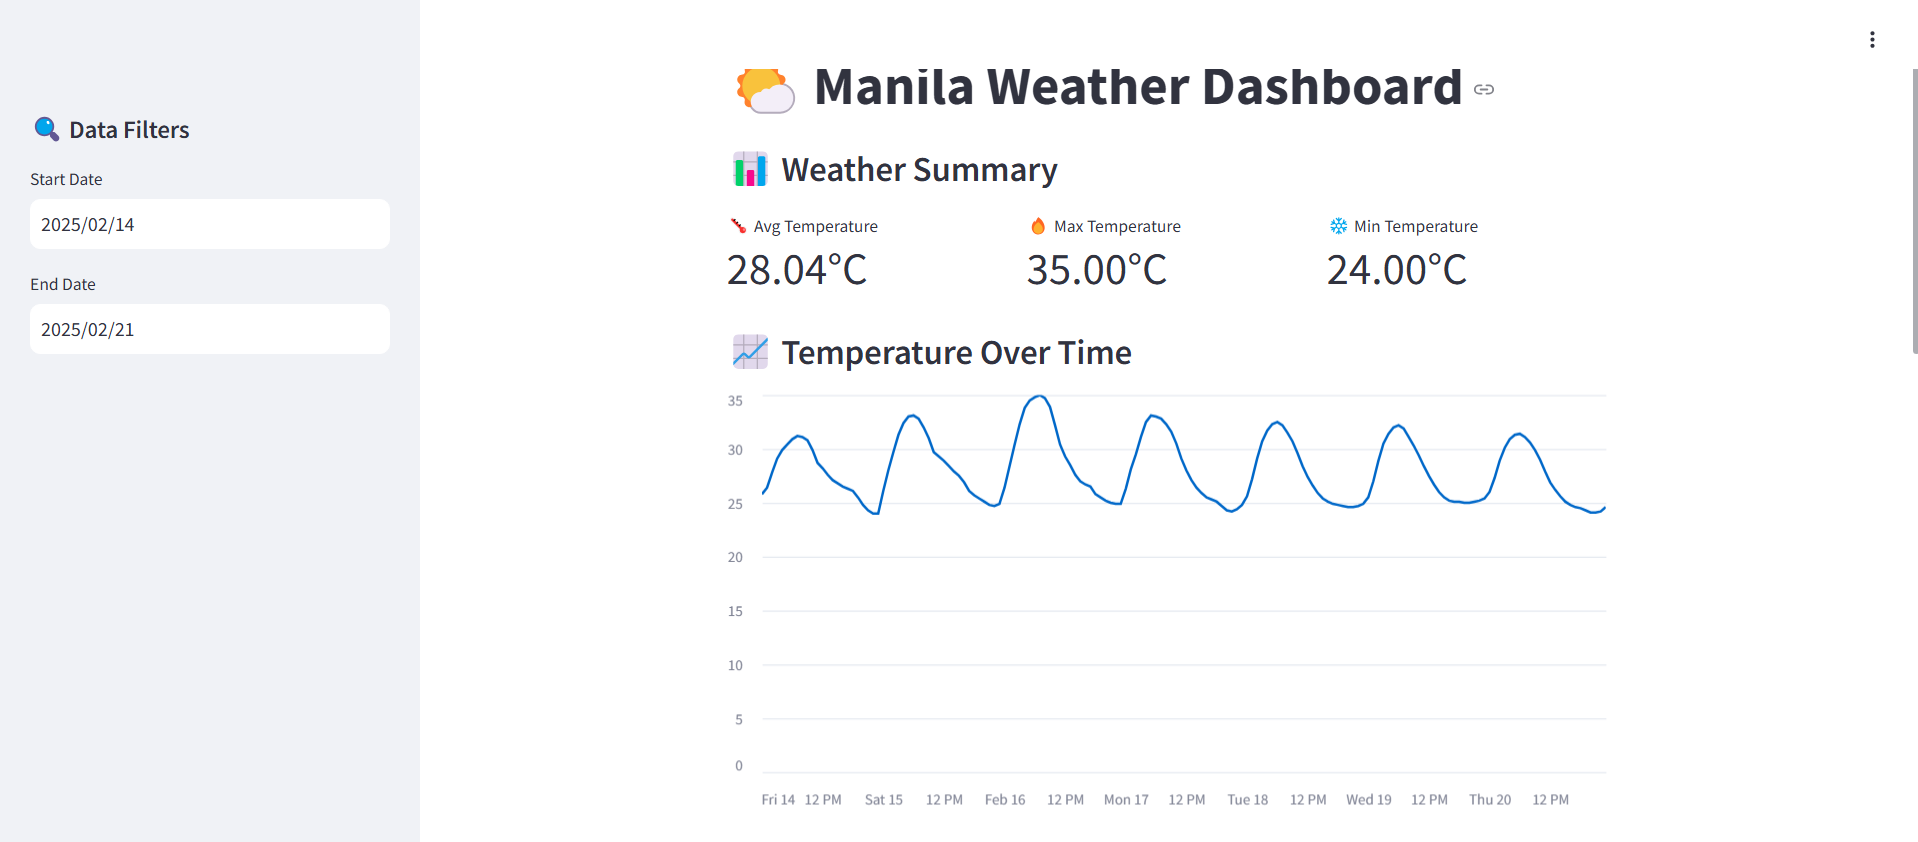 Data Filters
Start Date
2025/02/14
End Date
2025/02/21
Manila Weather Dashboard
Weather Summary
Avg Temperature
28.04°C
Max Temperature
35.00°C
Min Temperature
24.00°C
Temperature Over Time
35
30
25
20
15
10
5
0
Fri 14 12 PM Sat 15 12 PM Feb 16 12 PM Mon 17 12 PM Tue 18 12 PM Wed 19 12 PM Thu 20 12 PM